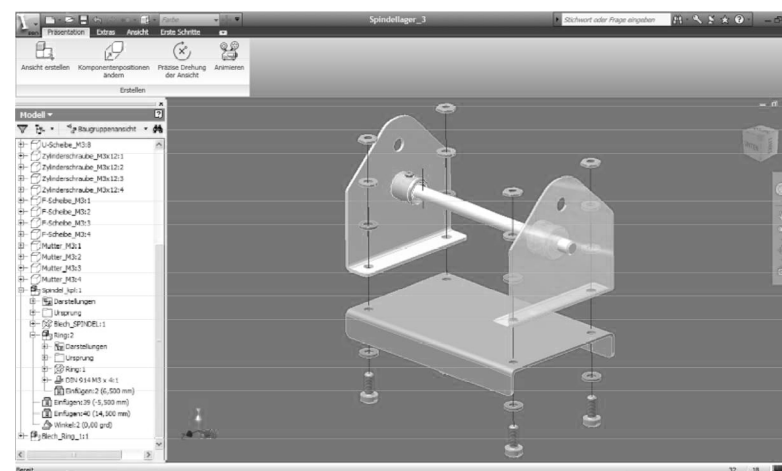 Farbe
Spindellager_3
Stichwort oder Frage eingeben
Präsentation Extras Ansicht Erste Schritte
Ansicht erstellen
Komponentenpositionen ändern
Präzise Drehung der Ansicht
Animieren
Erstellen
Modell
Baugruppenansicht
U-Scheibe_M3:8
Zylinderschraube_M3x12:1
Zylinderschraube_M3x12:2
Zylinderschraube_M3x12:3
Zylinderschraube_M3x12:4
F-Scheibe_M3:1
F-Scheibe_M3:2
F-Scheibe_M3:3
F-Scheibe_M3:4
Mutter_M3:1
Mutter_M3:2
Mutter_M3:3
Mutter_M3:4
Spindel_kpl:1
Darstellungen
Ursprung
Blech_SPINDEL:1
Ring:2
Darstellungen
Ursprung
Ring:1
DIN 914 M3 x 4:1
Einfügen:2 (6,500 mm)
Einfügen:39 (-5,500 mm)
Einfügen:40 (14,500 mm)
Winkel:2 (0,00 grd)
Blech_Ring_1:1
Bereit
32 18